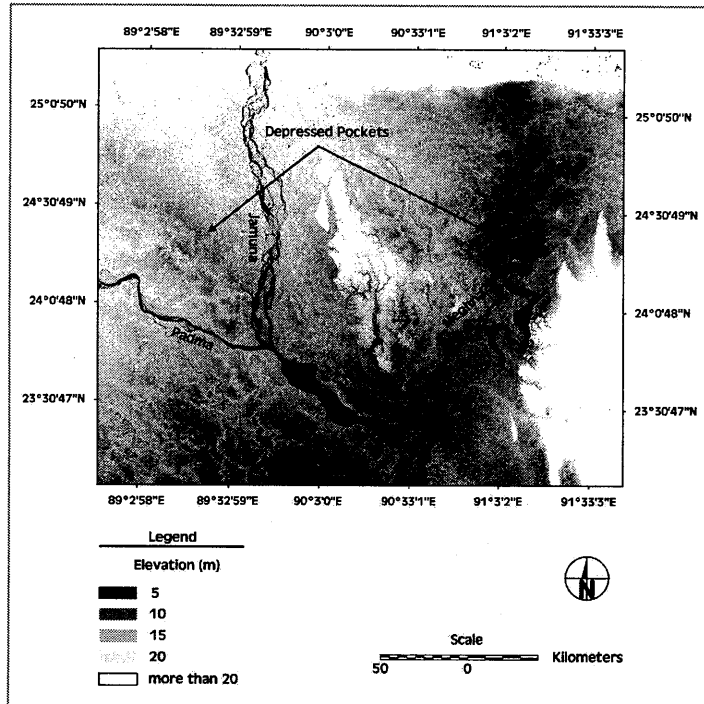 89°2'58"E 89°32'59"E 90°3'0"E 90°33'1"E 91°3'2"E 91°33'3"E
25°0'50"N 25°0'50"N
Depressed Pockets
24°30'49"N 24°30'49"N
Jamuna
24°0'48"N 24°0'48"N
Padma
23°30'47"N 23°30'47"N
89°2'58"E 89°32'59"E 90°3'0"E 90°33'1"E 91°3'2"E 91°33'3"E
Legend
Elevation (m)
5
10
15
20
more than 20
N
Scale
Kilometers
50 0